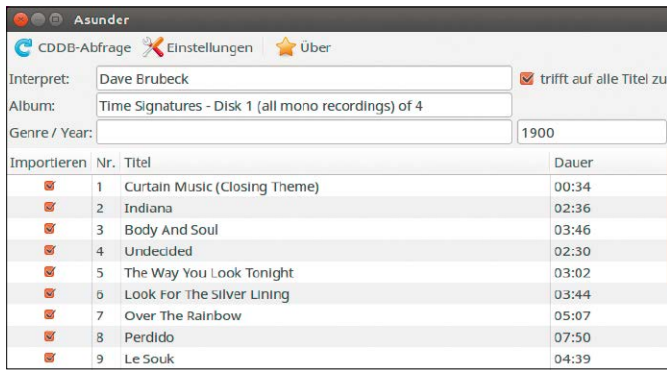 Asunder
CDDB-Abfrage Einstellungen Über
Interpret: Dave Brubeck trifft auf alle Titel zu
Album: Time Signatures - Disk 1 (all mono recordings) of 4
Genre / Year: 1900
Importieren Nr. Titel Dauer
1 Curtain Music (Closing Theme) 00:34
2 Indiana 02:36
3 Body And Soul 03:46
4 Undecided 02:30
5 The Way You Look Tonight 03:02
6 Look For The Silver Lining 03:44
7 Over The Rainbow 05:07
8 Perdido 07:50
9 Le Souk 04:39